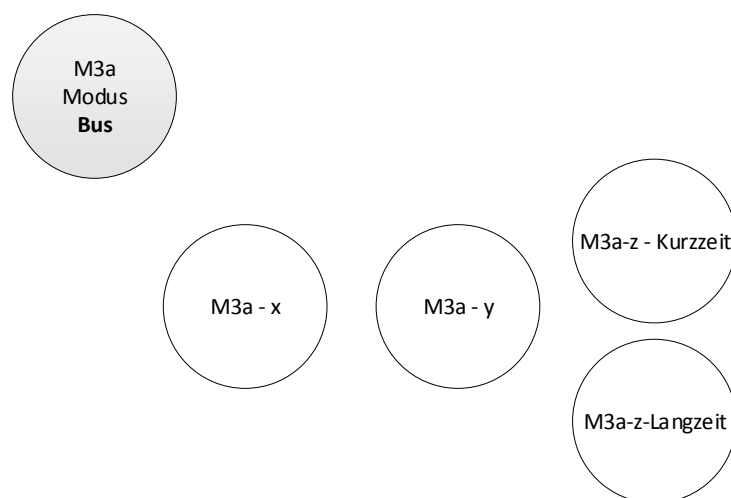 M3a
Modus
Bus
M3a-z - Kurzzeit
M3a - x
M3a - y
M3a-z-Langzeit